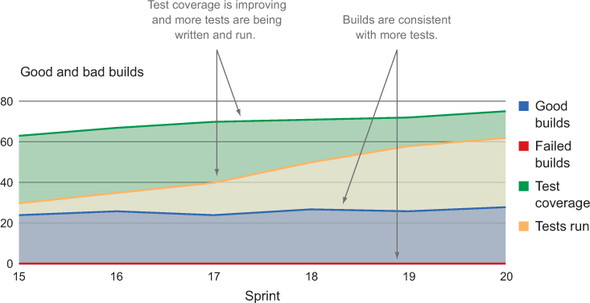 Test coverage is improving
and more tests are being
written and run.
Builds are consistent
with more tests.
Good and bad builds
80
60
40
20
0
15 16 17 18 19 20
Sprint
Good
builds
Failed
builds
Test
coverage
Tests run